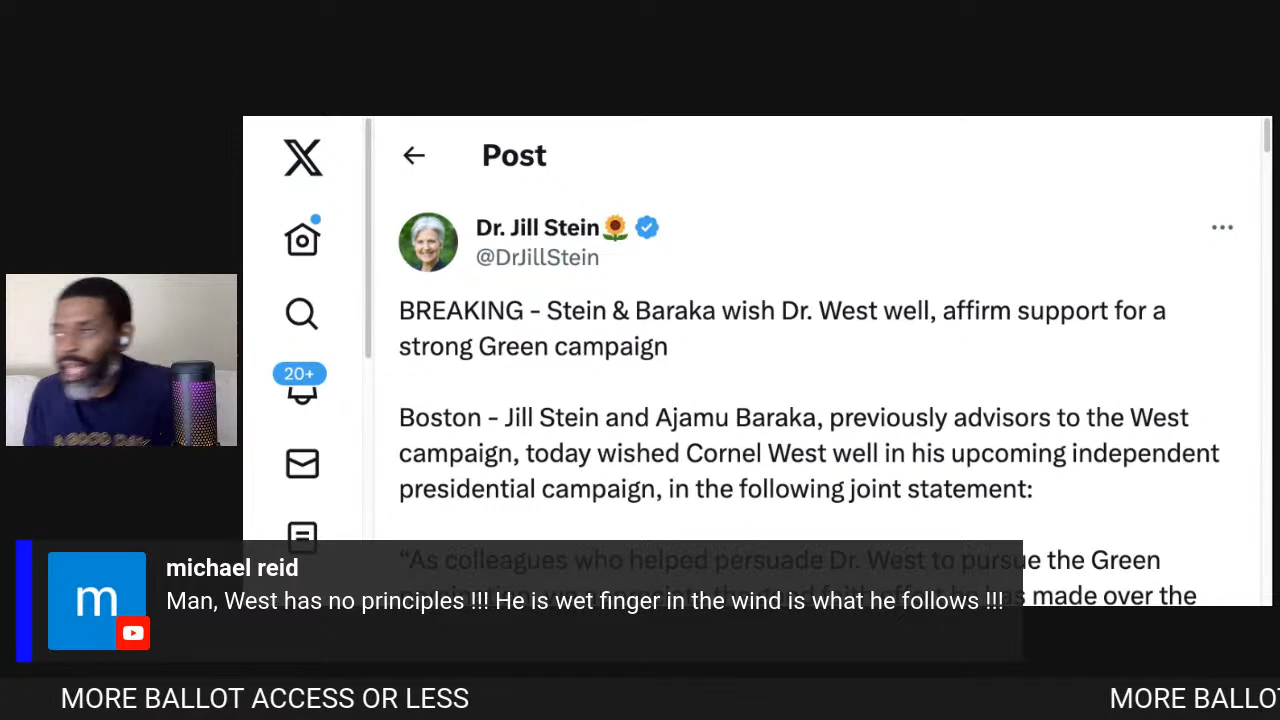 Post
Dr. Jill Stein🌻
@DrJillStein
BREAKING - Stein & Baraka wish Dr. West well, affirm support for a
strong Green campaign
20+
Boston - Jill Stein and Ajamu Baraka, previously advisors to the West
campaign, today wished Cornel West well in his upcoming independent
presidential campaign, in the following joint statement:
“As colleagues who helped persuade Dr. West to pursue the Green
made over the
A GOOD DAY
m
michael reid
Man, West has no principles !!! He is wet finger in the wind is what he follows !!!
MORE BALLOT ACCESS OR LESS
MORE BALLO